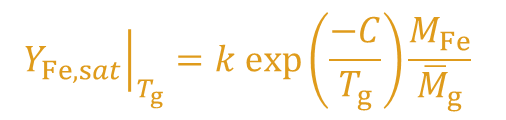 Y_{Fe,sat}|_{T_g} = k exp(−C / T_g) M_{Fe} / M̅_g